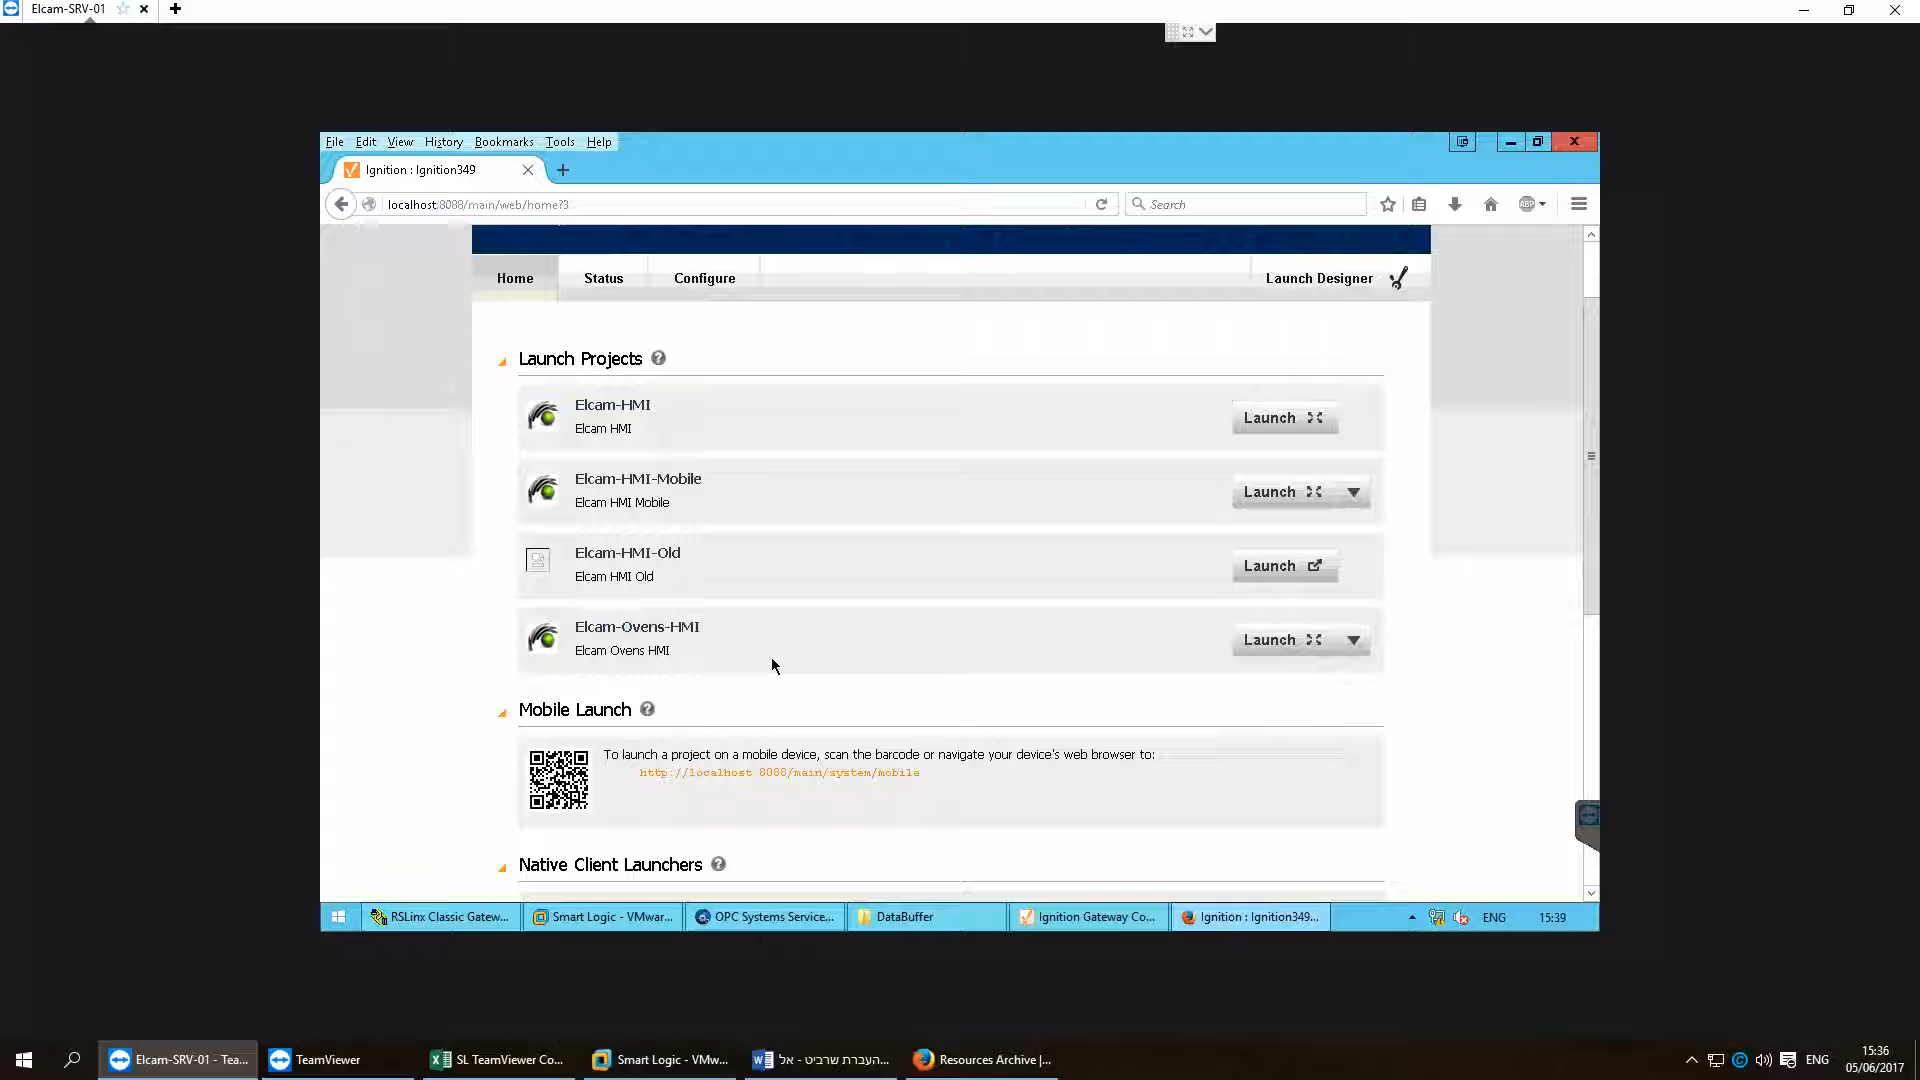 Elcam-SRV-01
File Edit View History Bookmarks Tools Help
Ignition : Ignition349
localhost:8088/main/web/home?3
Search
ABP
Home Status Configure Launch Designer
Launch Projects
Elcam-HMI
Elcam HMI
Launch
Elcam-HMI-Mobile
Elcam HMI Mobile
Launch
Elcam-HMI-Old
Elcam HMI Old
Launch
Elcam-Ovens-HMI
Elcam Ovens HMI
Launch
Mobile Launch
To launch a project on a mobile device, scan the barcode or navigate your device's web browser to:
http://localhost 8088/main/system/mobile
Native Client Launchers
RSLinx Classic Gatew... Smart Logic - VMwar... OPC Systems Service... DataBuffer Ignition Gateway Co... Ignition : Ignition349... ENG 15:39
Elcam-SRV-01 - Tea... TeamViewer SL TeamViewer Co... Smart Logic - VMw... העברת שרביט - אל... Resources Archive |... ENG 15:36
05/06/2017